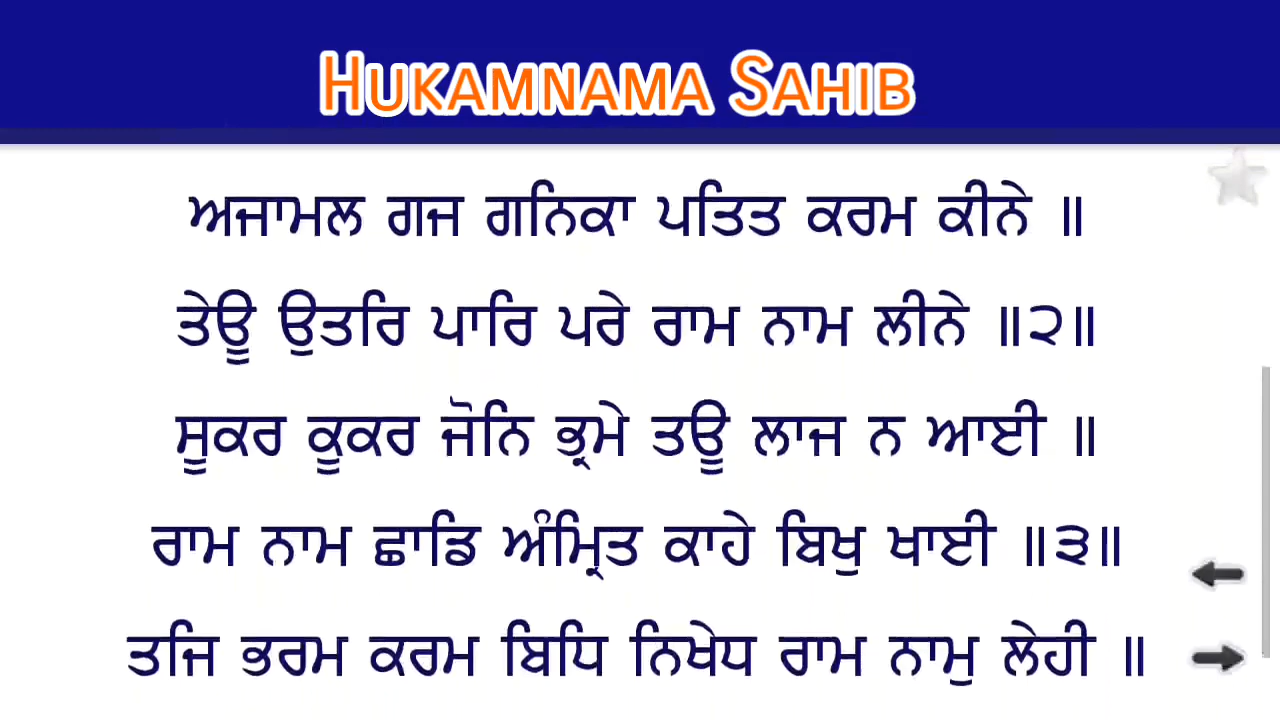 HUKAMNAMA SAHIB
ਅਜਾਮਲ ਗਜ ਗਨਿਕਾ ਪਤਿਤ ਕਰਮ ਕੀਨੇ ॥
ਤੇਊ ਉਤਰਿ ਪਾਰਿ ਪਰੇ ਰਾਮ ਨਾਮ ਲੀਨੇ ॥੨॥
ਸੂਕਰ ਕੂਕਰ ਜੋਨਿ ਭ੍ਰਮੇ ਤਊ ਲਾਜ ਨ ਆਈ ॥
ਰਾਮ ਨਾਮ ਛਾਡਿ ਅੰਮ੍ਰਿਤ ਕਾਹੇ ਬਿਖੁ ਖਾਈ ॥੩॥
ਤਜਿ ਭਰਮ ਕਰਮ ਬਿਧਿ ਨਿਖੇਧ ਰਾਮ ਨਾਮੁ ਲੇਹੀ ॥